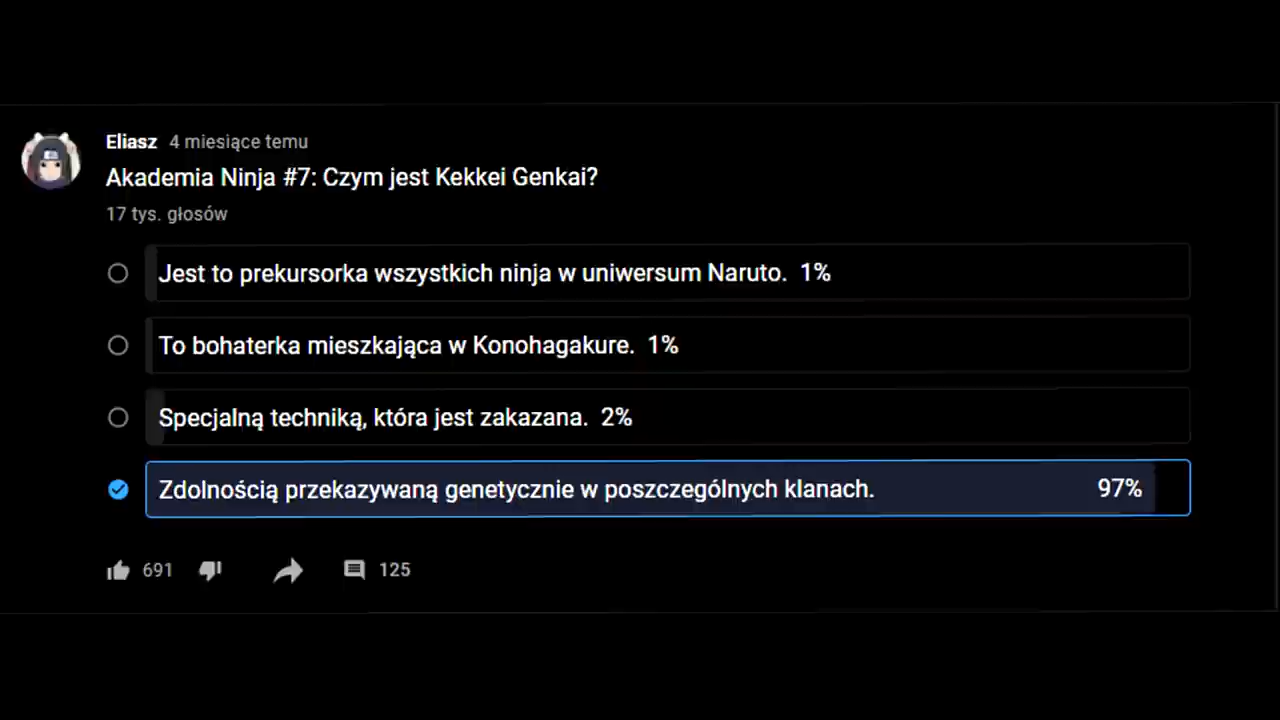 Eliasz 4 miesiące temu
Akademia Ninja #7: Czym jest Kekkei Genkai?
17 tys. głosów
Jest to prekursorka wszystkich ninja w uniwersum Naruto. 1%
To bohaterka mieszkająca w Konohagakure. 1%
Specjalną techniką, która jest zakazana. 2%
Zdolnością przekazywaną genetycznie w poszczególnych klanach. 97%
691 125